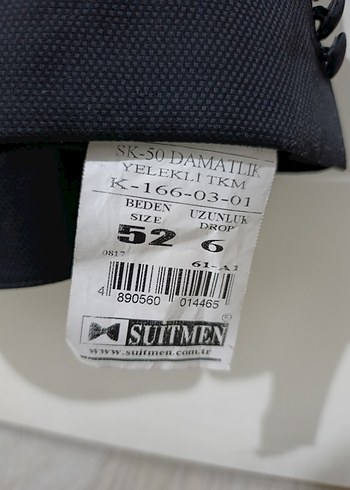 SK-50 DAMATLIK
YELEKLİ TKM
K-166-03-01
BEDEN UZUNLUK
SIZE DROP
52 6
0817 61-A1
4 890560 014465
SUITMEN ®
www.suitmen.com.tr